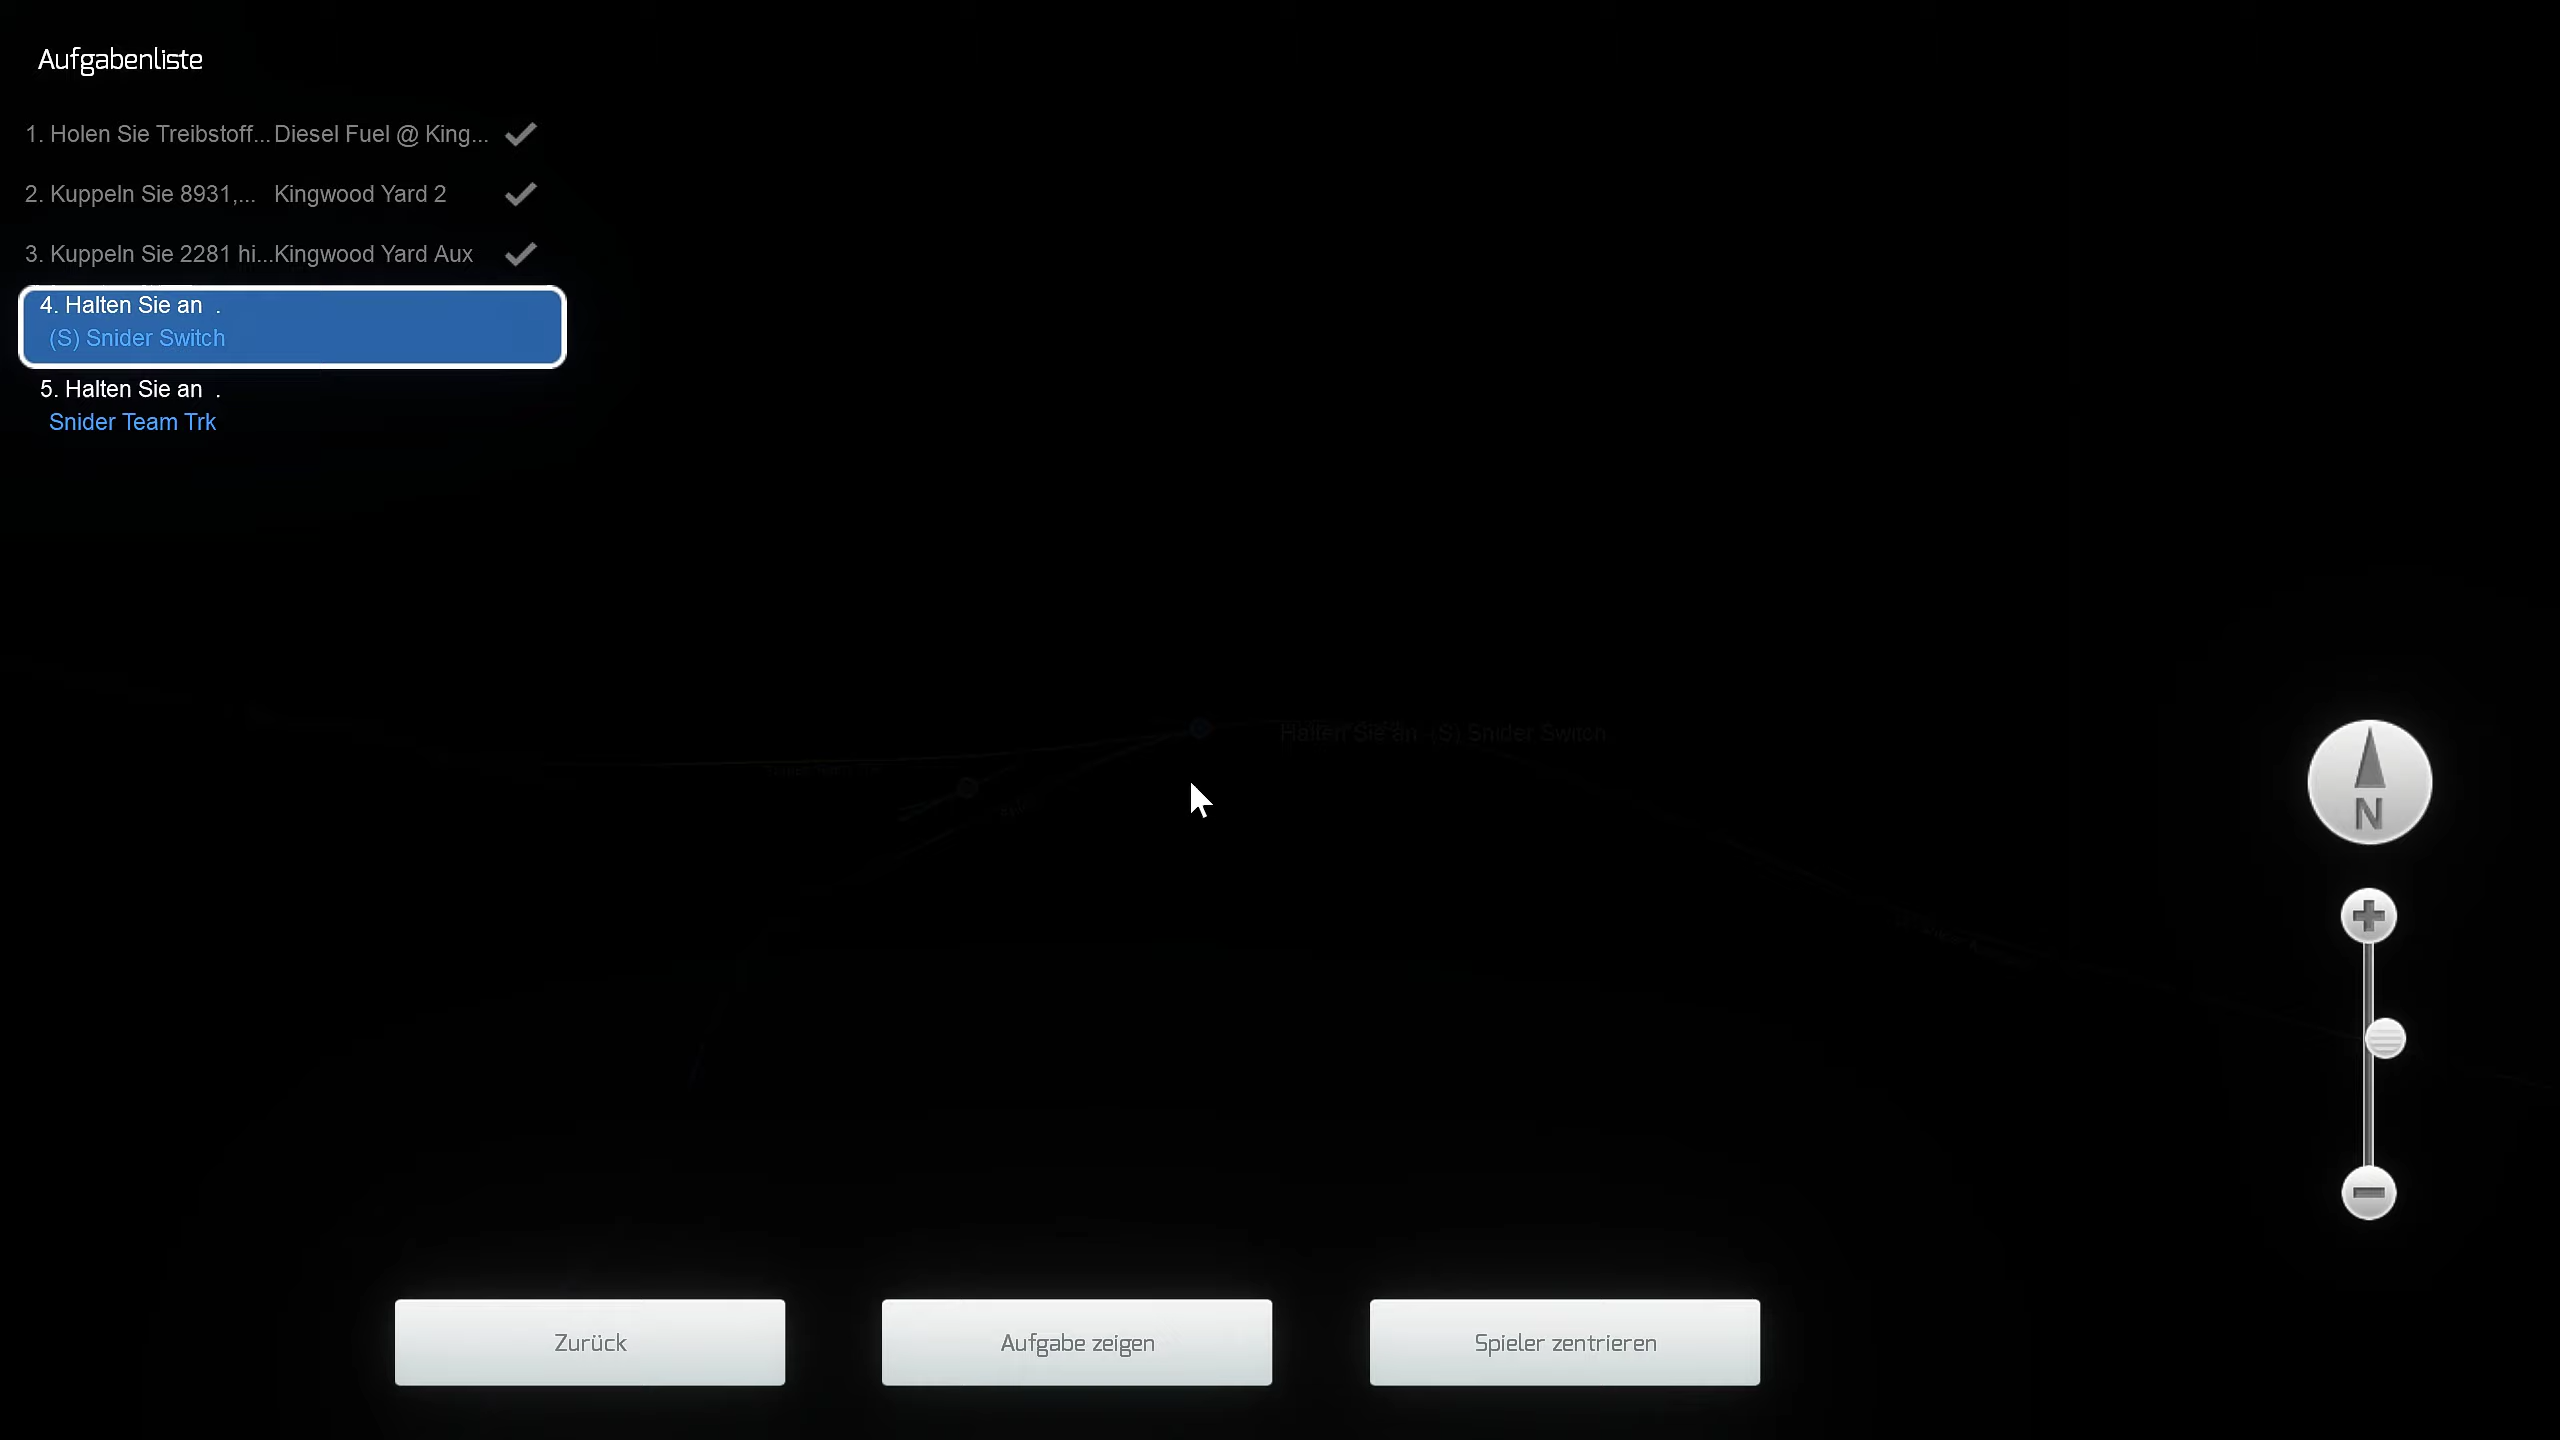 Aufgabenliste
1. Holen Sie Treibstoff... Diesel Fuel @ King...
2. Kuppeln Sie 8931,... Kingwood Yard 2
3. Kuppeln Sie 2281 hi...Kingwood Yard Aux
4. Halten Sie an .
(S) Snider Switch
5. Halten Sie an .
Snider Team Trk
Halten Sie an (S) Snider Switch
N
Zurück
Aufgabe zeigen
Spieler zentrieren